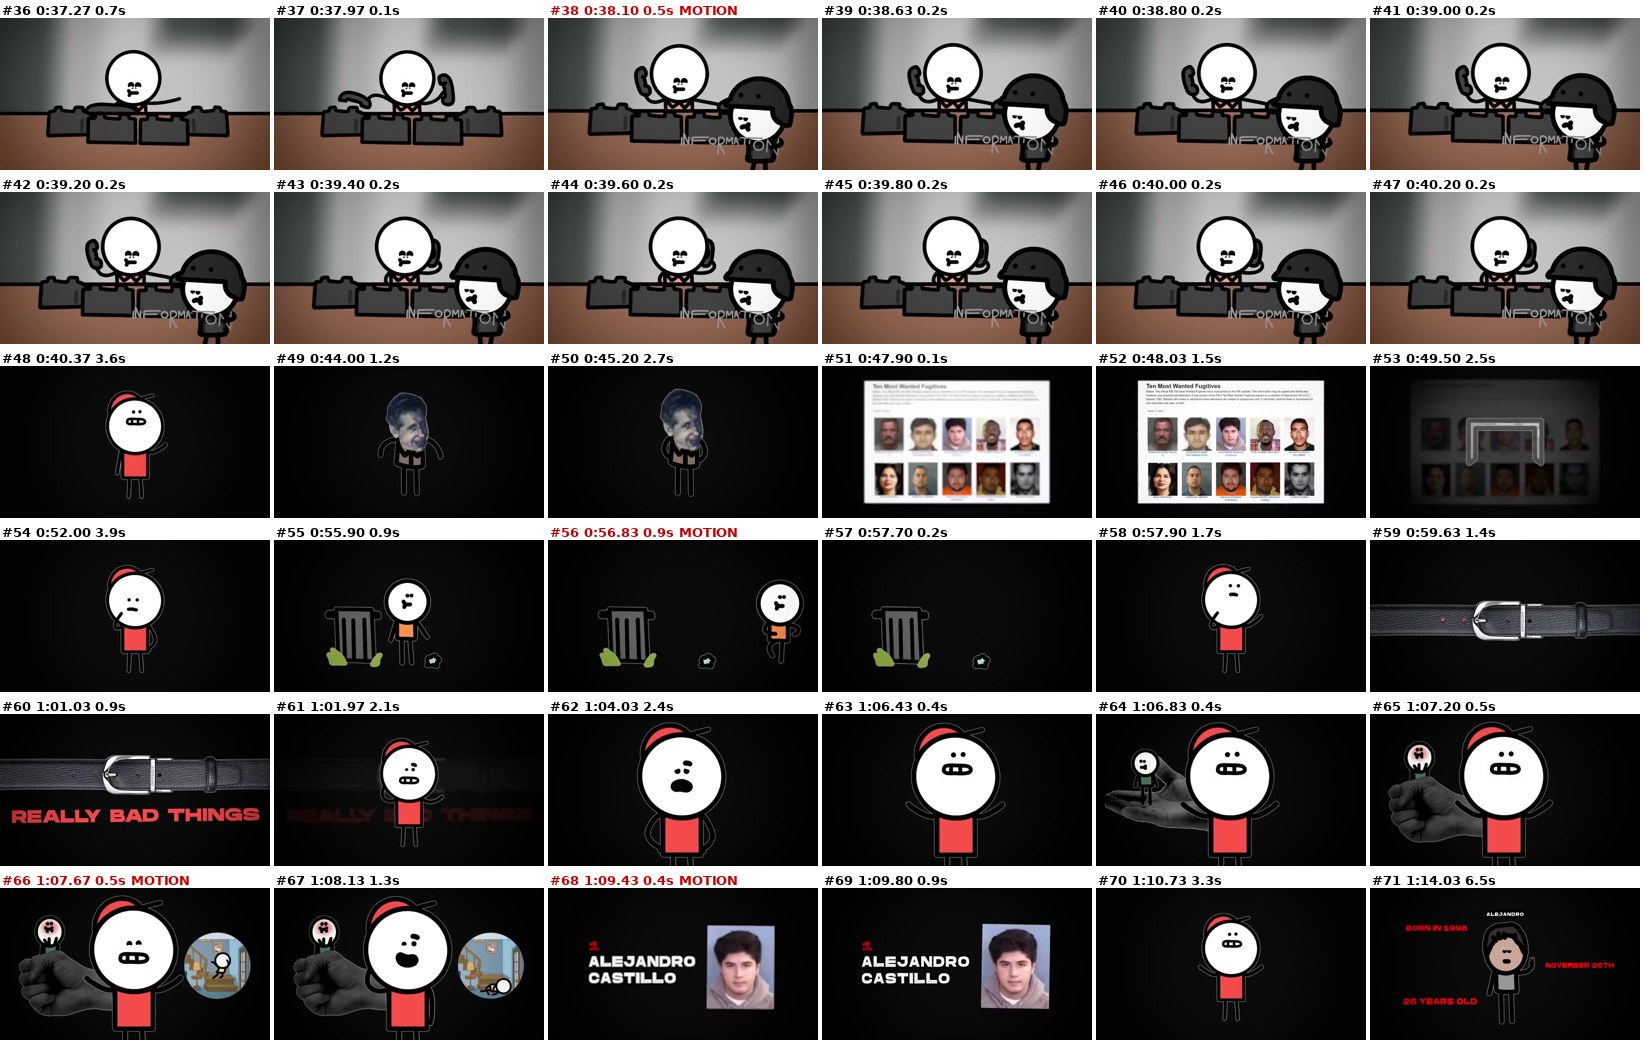 #36 0:37.27 0.7s
#37 0:37.97 0.1s
#38 0:38.10 0.5s MOTION
#39 0:38.63 0.2s
#40 0:38.80 0.2s
#41 0:39.00 0.2s
INFORMATION
INFORMATION
INFORMATION
INFORMATION
#42 0:39.20 0.2s
#43 0:39.40 0.2s
#44 0:39.60 0.2s
#45 0:39.80 0.2s
#46 0:40.00 0.2s
#47 0:40.20 0.2s
INFORMATION
INFORMATION
INFORMATION
INFORMATION
INFORMATION
INFORMATION
#48 0:40.37 3.6s
#49 0:44.00 1.2s
#50 0:45.20 2.7s
#51 0:47.90 0.1s
#52 0:48.03 1.5s
#53 0:49.50 2.5s
Ten Most Wanted Fugitives
Ten Most Wanted Fugitives
#54 0:52.00 3.9s
#55 0:55.90 0.9s
#56 0:56.83 0.9s MOTION
#57 0:57.70 0.2s
#58 0:57.90 1.7s
#59 0:59.63 1.4s
#60 1:01.03 0.9s
#61 1:01.97 2.1s
#62 1:04.03 2.4s
#63 1:06.43 0.4s
#64 1:06.83 0.4s
#65 1:07.20 0.5s
REALLY BAD THINGS
#66 1:07.67 0.5s MOTION
#67 1:08.13 1.3s
#68 1:09.43 0.4s MOTION
#69 1:09.80 0.9s
#70 1:10.73 3.3s
#71 1:14.03 6.5s
1
ALEJANDRO
CASTILLO
1
ALEJANDRO
CASTILLO
ALEJANDRO
BORN IN 1998
NOVEMBER 26TH
26 YEARS OLD